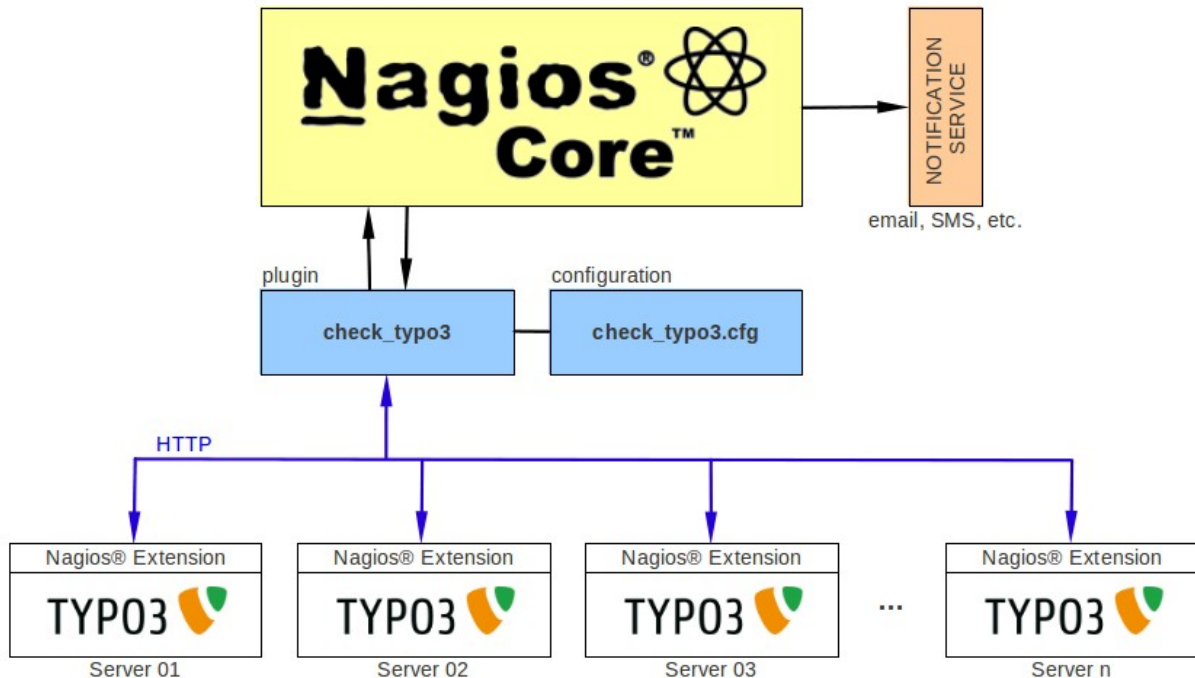 Nagios®
Core™
NOTIFICATION
SERVICE
email, SMS, etc.
plugin
configuration
check_typo3
check_typo3.cfg
HTTP
Nagios® Extension
Nagios® Extension
Nagios® Extension
Nagios® Extension
TYPO3
TYPO3
TYPO3
...
TYPO3
Server 01
Server 02
Server 03
Server n